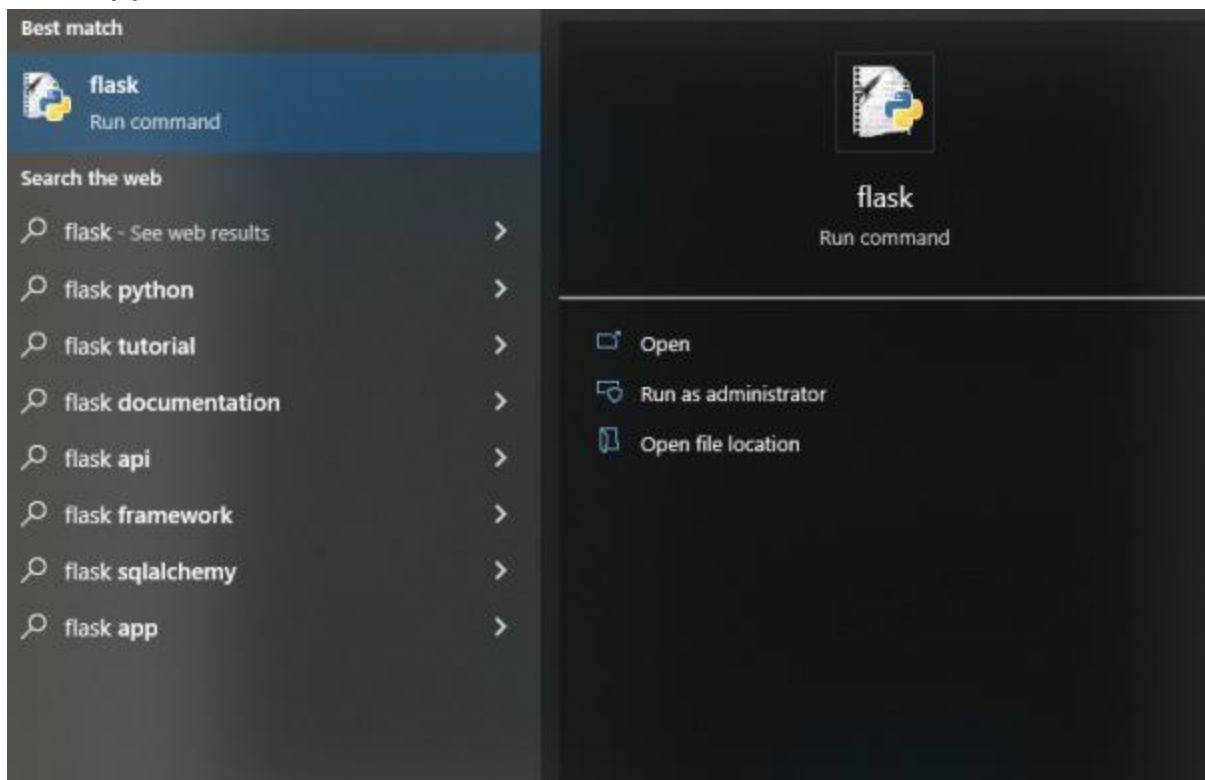 Best match
flask
Run command
Search the web
flask - See web results
flask python
flask tutorial
flask documentation
flask api
flask framework
flask sqlalchemy
flask app
flask
Run command
Open
Run as administrator
Open file location